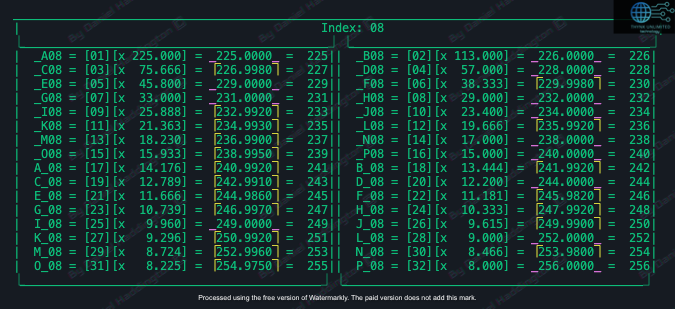 THINK UNLIMITED
Index: 08
_A08 = [01][x 225.000] = _225.0000_ = 225| | _B08 = [02][x 113.000] = _226.0000_ = 226|
_C08 = [03][x 75.666] = ⎡226.9980⎤ = 227| | _D08 = [04][x 57.000] = _228.0000_ = 228|
_E08 = [05][x 45.800] = _229.0000_ = 229| | _F08 = [06][x 38.333] = ⎡229.9980⎤ = 230|
_G08 = [07][x 33.000] = _231.0000_ = 231| | _H08 = [08][x 29.000] = _232.0000_ = 232|
_I08 = [09][x 25.888] = ⎡232.9920⎤ = 233| | _J08 = [10][x 23.400] = _234.0000_ = 234|
_K08 = [11][x 21.363] = ⎡234.9930⎤ = 235| | _L08 = [12][x 19.666] = ⎡235.9920⎤ = 236|
_M08 = [13][x 18.230] = ⎡236.9900⎤ = 237| | _N08 = [14][x 17.000] = _238.0000_ = 238|
_O08 = [15][x 15.933] = ⎡238.9950⎤ = 239| | _P08 = [16][x 15.000] = _240.0000_ = 240|
A_08 = [17][x 14.176] = ⎡240.9920⎤ = 241| | B_08 = [18][x 13.444] = ⎡241.9920⎤ = 242|
C_08 = [19][x 12.789] = ⎡242.9910⎤ = 243| | D_08 = [20][x 12.200] = _244.0000_ = 244|
E_08 = [21][x 11.666] = ⎡244.9860⎤ = 245| | F_08 = [22][x 11.181] = ⎡245.9820⎤ = 246|
G_08 = [23][x 10.739] = ⎡246.9970⎤ = 247| | H_08 = [24][x 10.333] = ⎡247.9920⎤ = 248|
I_08 = [25][x 9.960] = _249.0000_ = 249| | J_08 = [26][x 9.615] = ⎡249.9900⎤ = 250|
K_08 = [27][x 9.296] = ⎡250.9920⎤ = 251| | L_08 = [28][x 9.000] = _252.0000_ = 252|
M_08 = [29][x 8.724] = ⎡252.9960⎤ = 253| | N_08 = [30][x 8.466] = ⎡253.9800⎤ = 254|
O_08 = [31][x 8.225] = ⎡254.9750⎤ = 255| | P_08 = [32][x 8.000] = _256.0000_ = 256|
Processed using the free version of Watermarkly. The paid version does not add this mark.